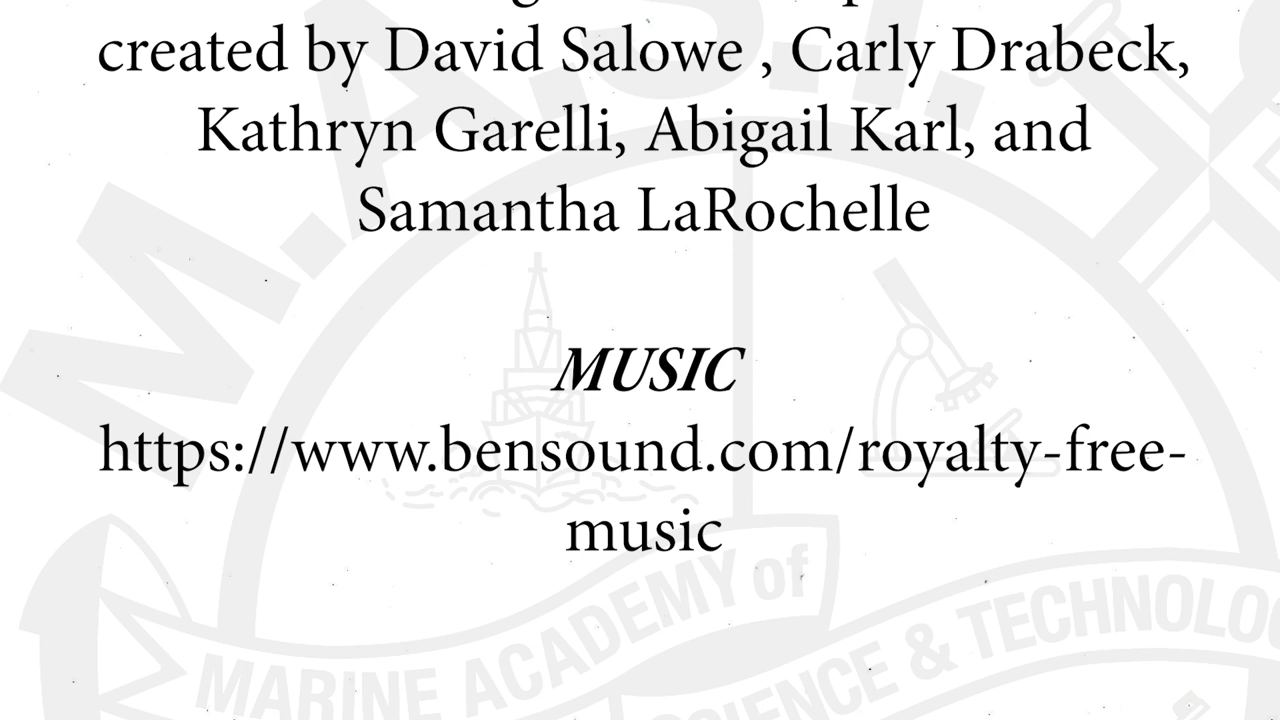 created by David Salowe , Carly Drabeck,
Kathryn Garelli, Abigail Karl, and
Samantha LaRochelle
MUSIC
https://www.bensound.com/royalty-free-
music
M.A.S.T.
MARINE ACADEMY of
SCIENCE & TECHNOLO